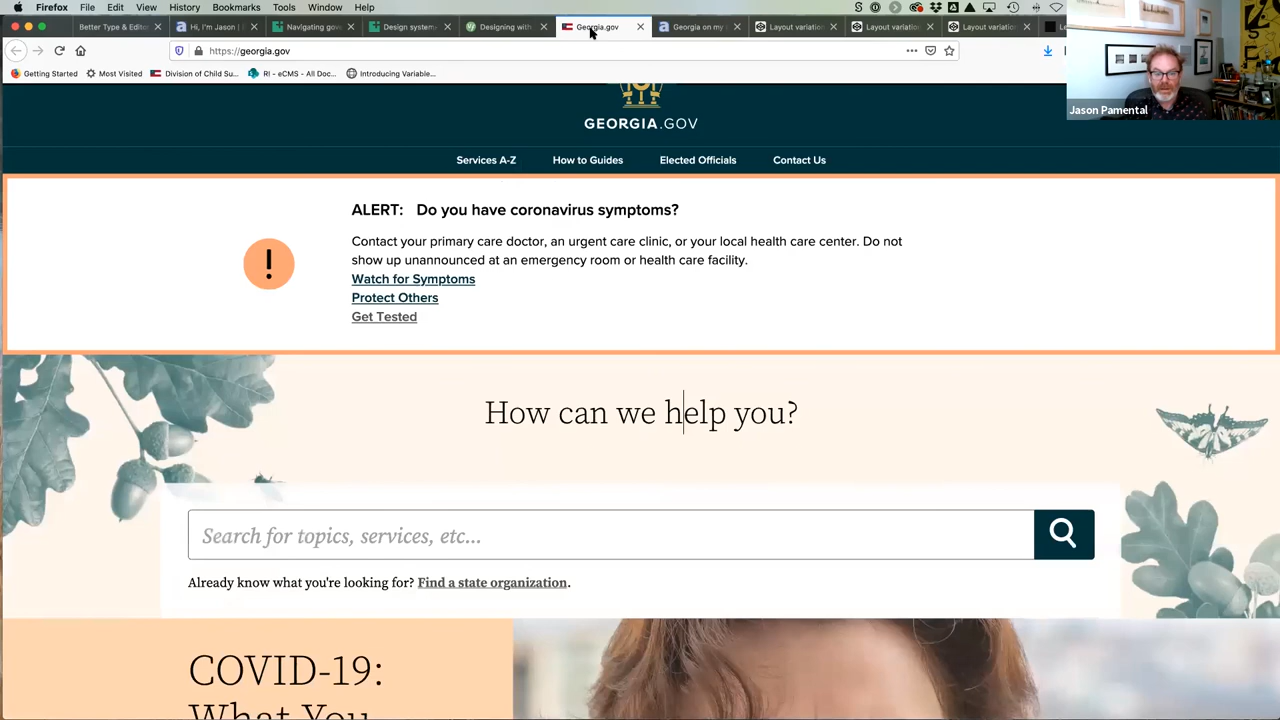 Firefox File Edit View History Bookmarks Tools Window Help
Better Type & Editor
Hi, I'm Jason
Navigating gove
Design system
Designing with
Georgia.gov
Georgia on my
Layout variation
Layout variation
Layout variation
https://georgia.gov
Getting Started
Most Visited
Division of Child Su...
RI - eCMS - All Doc...
Introducing Variable...
Jason Pamental
GEORGIA.GOV
Services A-Z How to Guides Elected Officials Contact Us
ALERT: Do you have coronavirus symptoms?
Contact your primary care doctor, an urgent care clinic, or your local health care center. Do not
show up unannounced at an emergency room or health care facility.
Watch for Symptoms
Protect Others
Get Tested
!
How can we help you?
Search for topics, services, etc...
Already know what you're looking for? Find a state organization.
COVID-19:
What You